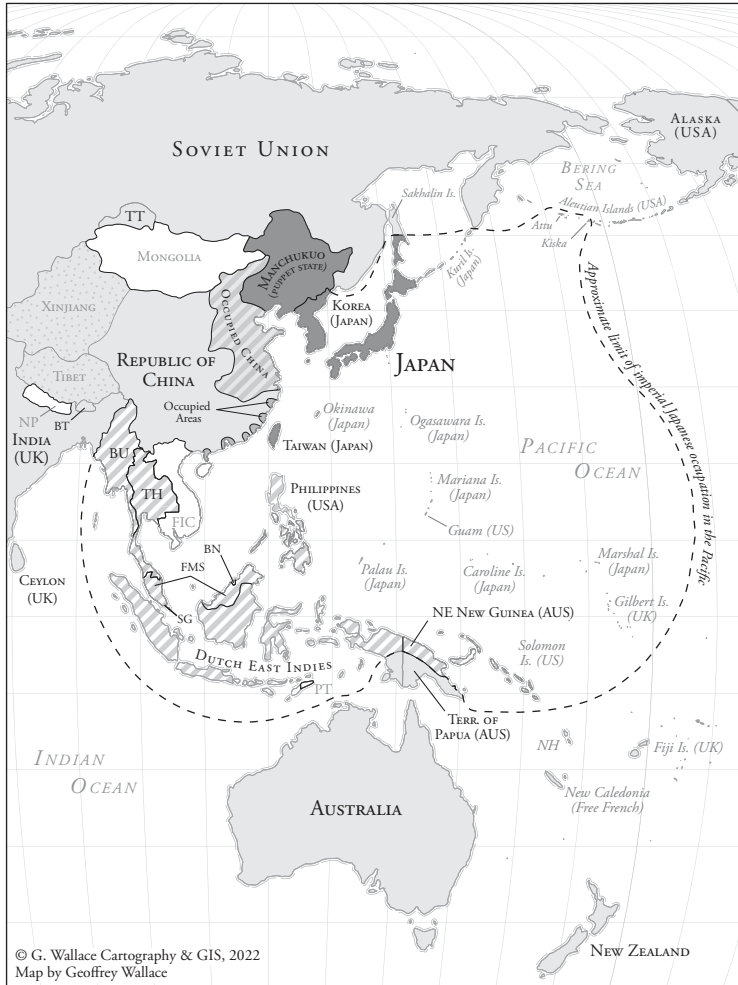 ALASKA
(USA)
SOVIET UNION
BERING
SEA
Sakhalin Is.
Aleutian Islands (USA)
Attu
Kiska
TT
MONGOLIA
MANCHUKUO
(PUPPET STATE)
Kuril Is.
(Japan)
Approximate limit of imperial Japanese occupation in the Pacific
XINJIANG
OCCUPIED CHINA
KOREA
(JAPAN)
REPUBLIC OF
CHINA
JAPAN
TIBET
NP
BT
Occupied
Areas
Okinawa
(Japan)
Ogasawara Is.
(Japan)
INDIA
(UK)
BU
TAIWAN (JAPAN)
PACIFIC
OCEAN
TH
FIC
PHILIPPINES
(USA)
Mariana Is.
(Japan)
Guam (US)
BN
FMS
CEYLON
(UK)
Palau Is.
(Japan)
Caroline Is.
(Japan)
Marshal Is.
(Japan)
Gilbert Is.
(UK)
SG
NE NEW GUINEA (AUS)
DUTCH EAST INDIES
Solomon
Is. (US)
PT
TERR. OF
PAPUA (AUS)
NH
Fiji Is. (UK)
INDIAN
OCEAN
New Caledonia
(Free French)
AUSTRALIA
NEW ZEALAND
© G. Wallace Cartography & GIS, 2022
Map by Geoffrey Wallace